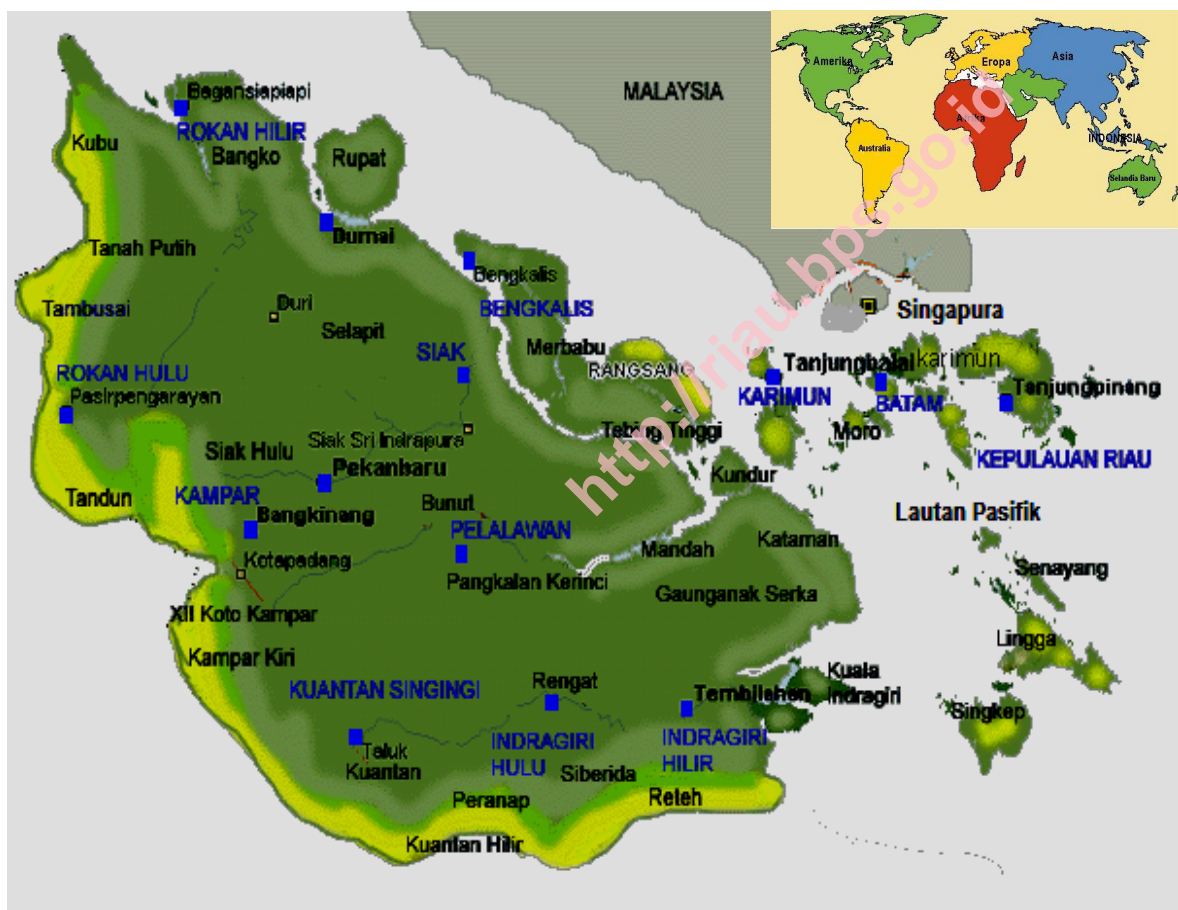 Amerika
Eropa
Asia
Afrika
INDONESIA
Australia
Selandia Baru
MALAYSIA
Bagansiapiapi
ROKAN HILIR
Bangko
Kubu
Rupat
Dumai
Tanah Putih
Bengkalis
BENGKALIS
Tambusai
Duri
Selapit
Singapura
Merbabu
SIAK
RANGSANG
Tanjungbalai
karimun
ROKAN HULU
Pasirpengarayan
KARIMUN
BATAM
Tanjungpinang
Siak Sri Indrapura
Tebing Tinggi
Moro
Siak Hulu
Pekanbaru
Kundur
KEPULAUAN RIAU
Tandun
KAMPAR
Bunut
Bangkinang
PELALAWAN
Lautan Pasifik
Mandah
Kataman
Kotapadang
Pangkalan Kerinci
Gaunganak Serka
Senayang
XII Koto Kampar
Lingga
Kampar Kiri
KUANTAN SINGINGI
Rengat
Tembilahan
Kuala
Indragiri
Singkep
Taluk
Kuantan
INDRAGIRI
HULU
INDRAGIRI
HILIR
Siberida
Peranap
Reteh
Kuantan Hilir
http://riau.bps.go.id